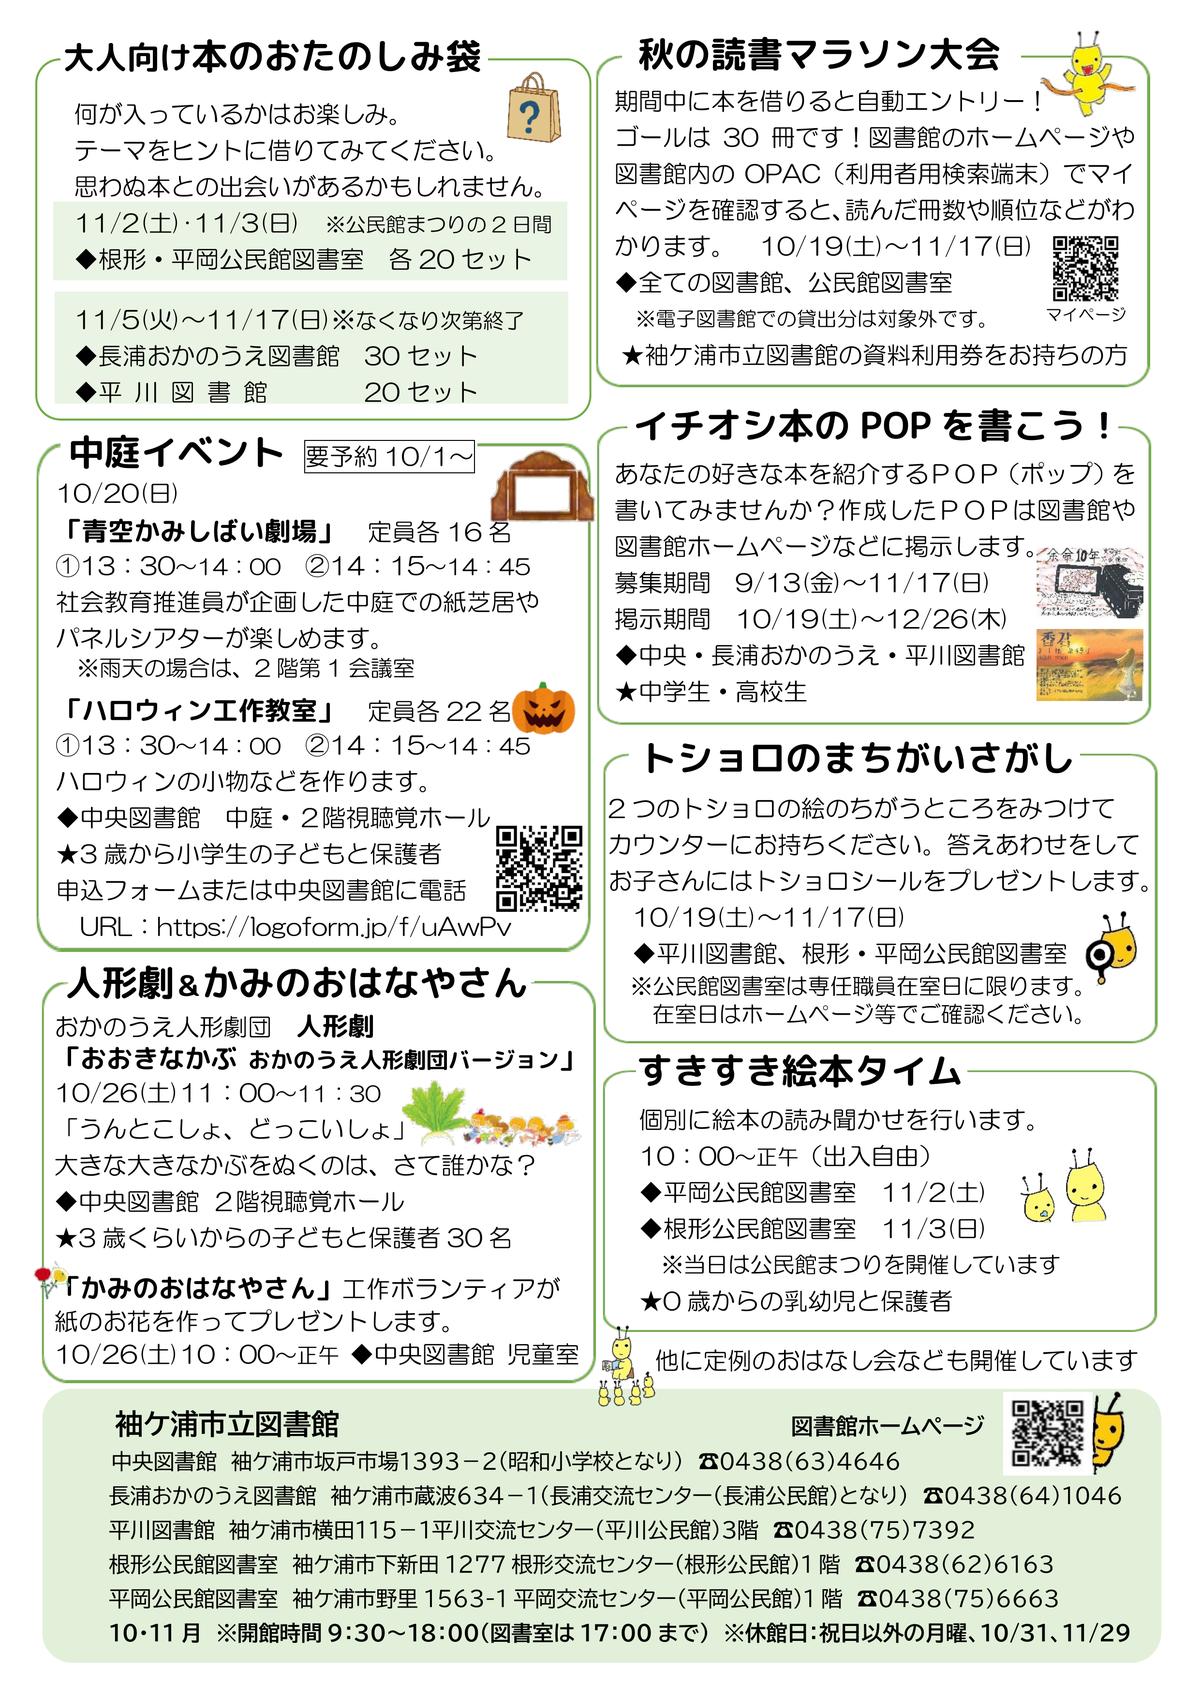 大人向け本のおたのしみ袋
何が入っているかはお楽しみ。
テーマをヒントに借りてみてください。
思わぬ本との出会いがあるかもしれません。
11/2(土)・11/3(日) ※公民館まつりの2日間
◆根形・平岡公民館図書室 各20セット
11/5(火)～11/17(日)※なくなり次第終了
◆長浦おかのうえ図書館 30セット
◆平川図書館 20セット
中庭イベント 要予約10/1～
10/20(日)
「青空かみしばい劇場」 定員各16名
①13：30～14：00 ②14：15～14：45
社会教育推進員が企画した中庭での紙芝居や
パネルシアターが楽しめます。
※雨天の場合は、2階第1会議室
「ハロウィン工作教室」 定員各22名
①13：30～14：00 ②14：15～14：45
ハロウィンの小物などを作ります。
◆中央図書館 中庭・2階視聴覚ホール
★3歳から小学生の子どもと保護者
申込フォームまたは中央図書館に電話
URL：https://logoform.jp/f/uAwPv
人形劇＆かみのおはなやさん
おかのうえ人形劇団 人形劇
「おおきなかぶ おかのうえ人形劇団バージョン」
10/26(土)11：00～11：30
「うんとこしょ、どっこいしょ」
大きな大きなかぶをぬくのは、さて誰かな？
◆中央図書館 2階視聴覚ホール
★3歳くらいからの子どもと保護者30名
「かみのおはなやさん」工作ボランティアが
紙のお花を作ってプレゼントします。
10/26(土)10：00～正午 ◆中央図書館 児童室
秋の読書マラソン大会
期間中に本を借りると自動エントリー！
ゴールは 30 冊です！図書館のホームページや
図書館内の OPAC（利用者用検索端末）でマイ
ページを確認すると、読んだ冊数や順位などがわ
かります。 10/19(土)～11/17(日)
◆全ての図書館、公民館図書室
※電子図書館での貸出分は対象外です。
マイページ
★袖ケ浦市立図書館の資料利用券をお持ちの方
イチオシ本の POP を書こう！
あなたの好きな本を紹介するＰＯＰ（ポップ）を
書いてみませんか？作成したＰＯＰは図書館や
図書館ホームページなどに掲示します。
余命10年
募集期間 9/13(金)～11/17(日)
掲示期間 10/19(土)～12/26(木)
◆中央・長浦おかのうえ・平川図書館
★中学生・高校生
トショロのまちがいさがし
2つのトショロの絵のちがうところをみつけて
カウンターにお持ちください。答えあわせをして
お子さんにはトショロシールをプレゼントします。
10/19(土)～11/17(日)
◆平川図書館、根形・平岡公民館図書室
※公民館図書室は専任職員在室日に限ります。
在室日はホームページ等でご確認ください。
すきすき絵本タイム
個別に絵本の読み聞かせを行います。
10：00～正午（出入自由）
◆平岡公民館図書室 11/2(土)
◆根形公民館図書室 11/3(日)
※当日は公民館まつりを開催しています
★0歳からの乳幼児と保護者
他に定例のおはなし会なども開催しています
袖ケ浦市立図書館 図書館ホームページ
中央図書館 袖ケ浦市坂戸市場1393－2(昭和小学校となり) ☎0438(63)4646
長浦おかのうえ図書館 袖ケ浦市蔵波634－1(長浦交流センター(長浦公民館)となり) ☎0438(64)1046
平川図書館 袖ケ浦市横田115－1平川交流センター(平川公民館)3階 ☎0438(75)7392
根形公民館図書室 袖ケ浦市下新田1277根形交流センター(根形公民館)1階 ☎0438(62)6163
平岡公民館図書室 袖ケ浦市野里1563-1平岡交流センター(平岡公民館)1階 ☎0438(75)6663
10・11月 ※開館時間9:30～18:00(図書室は17:00まで) ※休館日:祝日以外の月曜、10/31、11/29